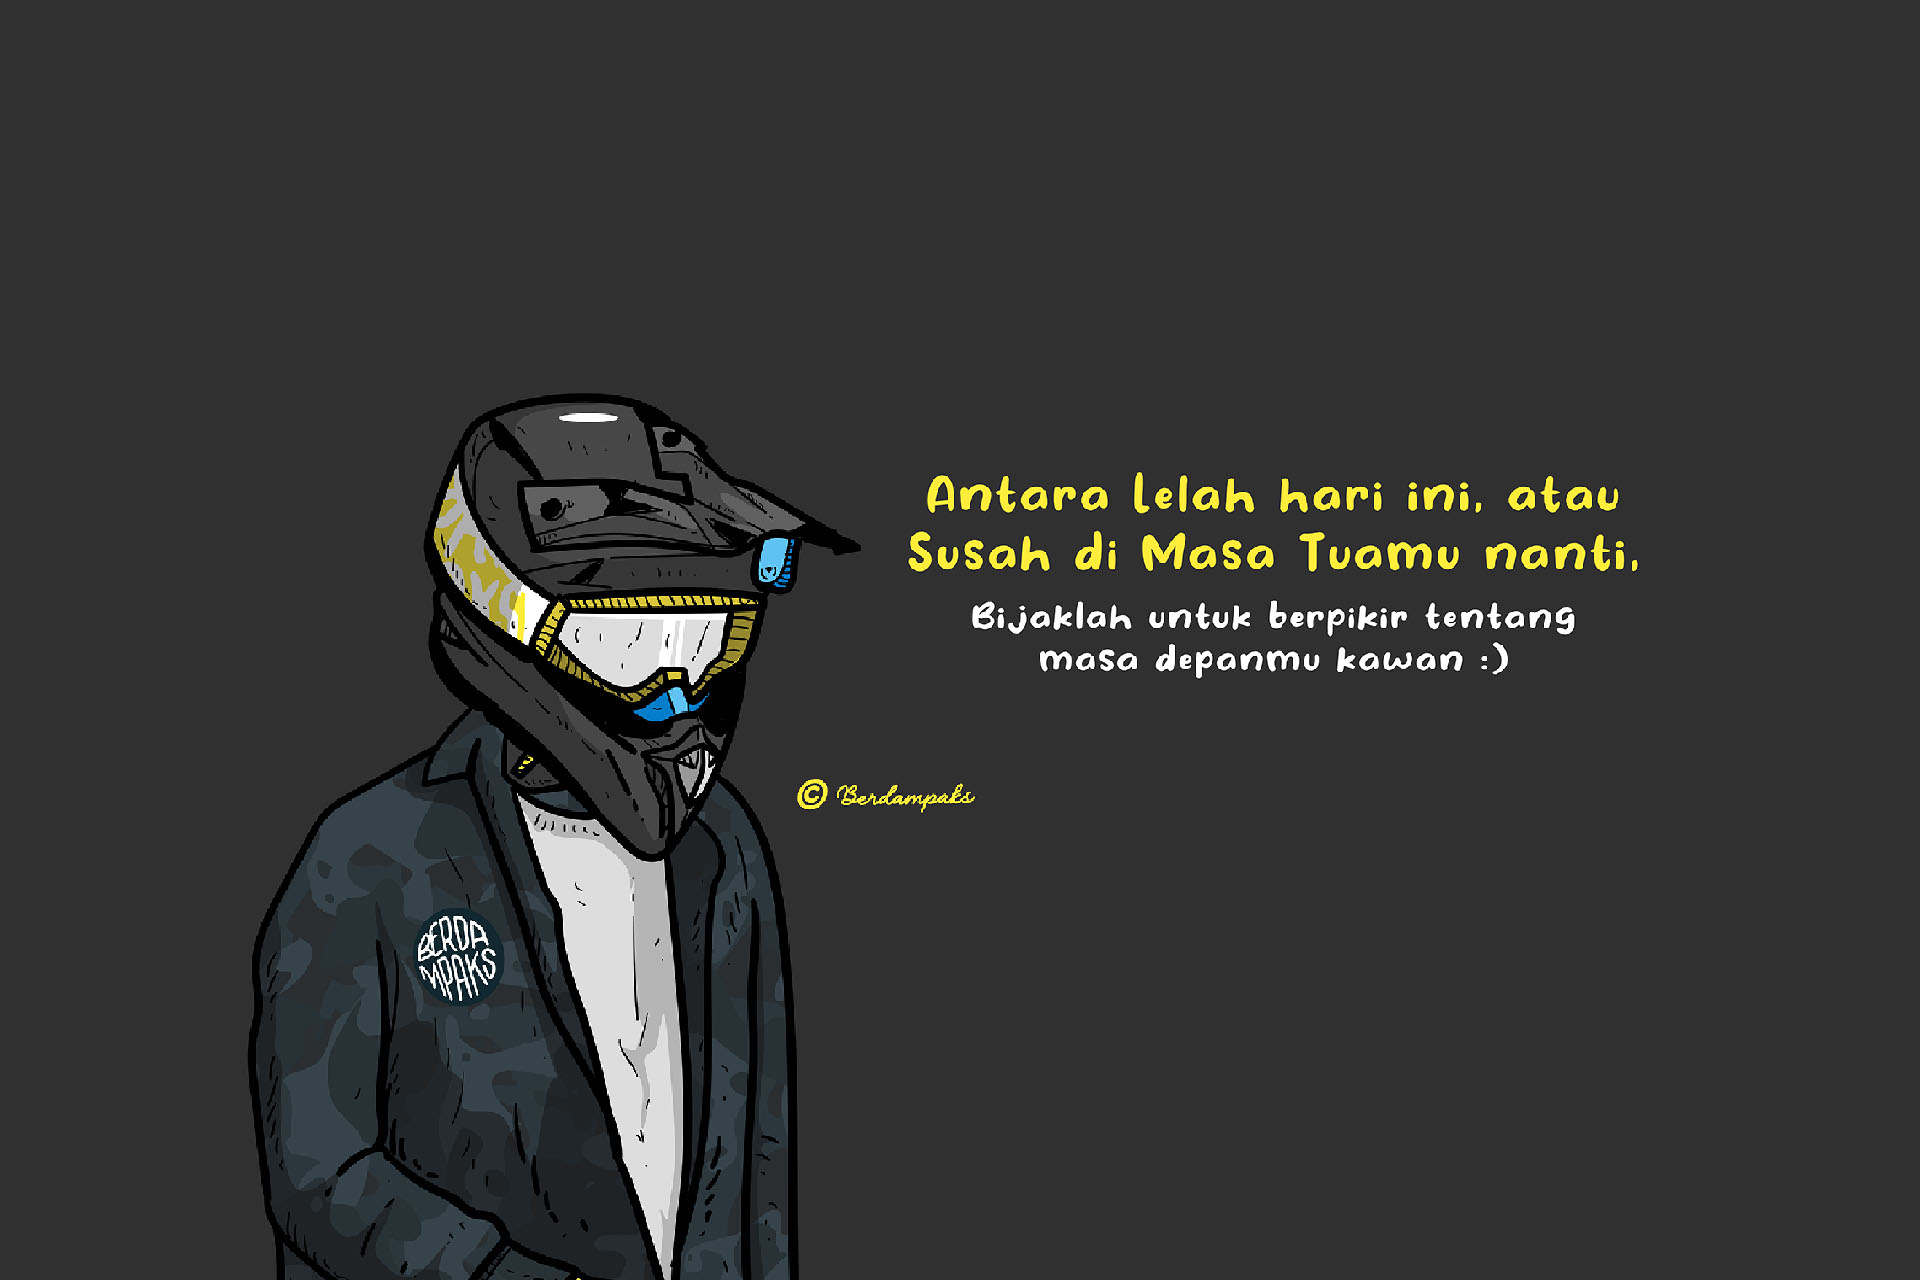 Antara lelah hari ini, atau
Susah di Masa Tuamu nanti,
Bijaklah untuk berpikir tentang
masa depanmu kawan :)
© Berdampaks
BERDA
MPAKS